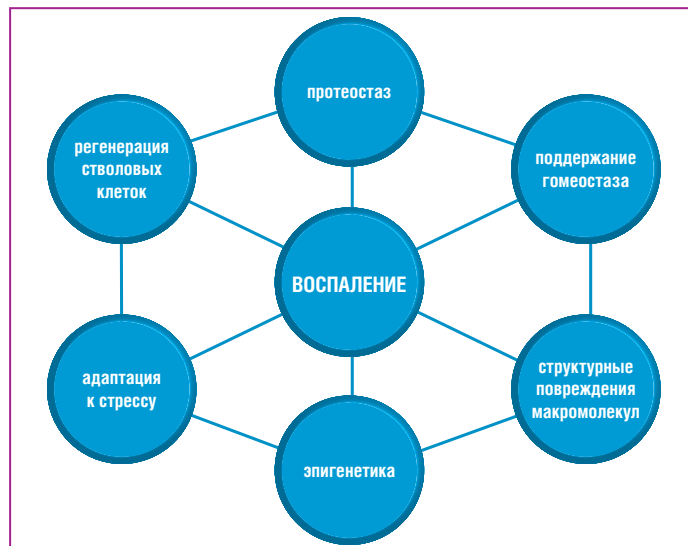 протеостаз
регенерация
стволовых
клеток
поддержание
гомеостаза
ВОСПАЛЕНИЕ
адаптация
к стрессу
структурные
повреждения
макромолекул
эпигенетика